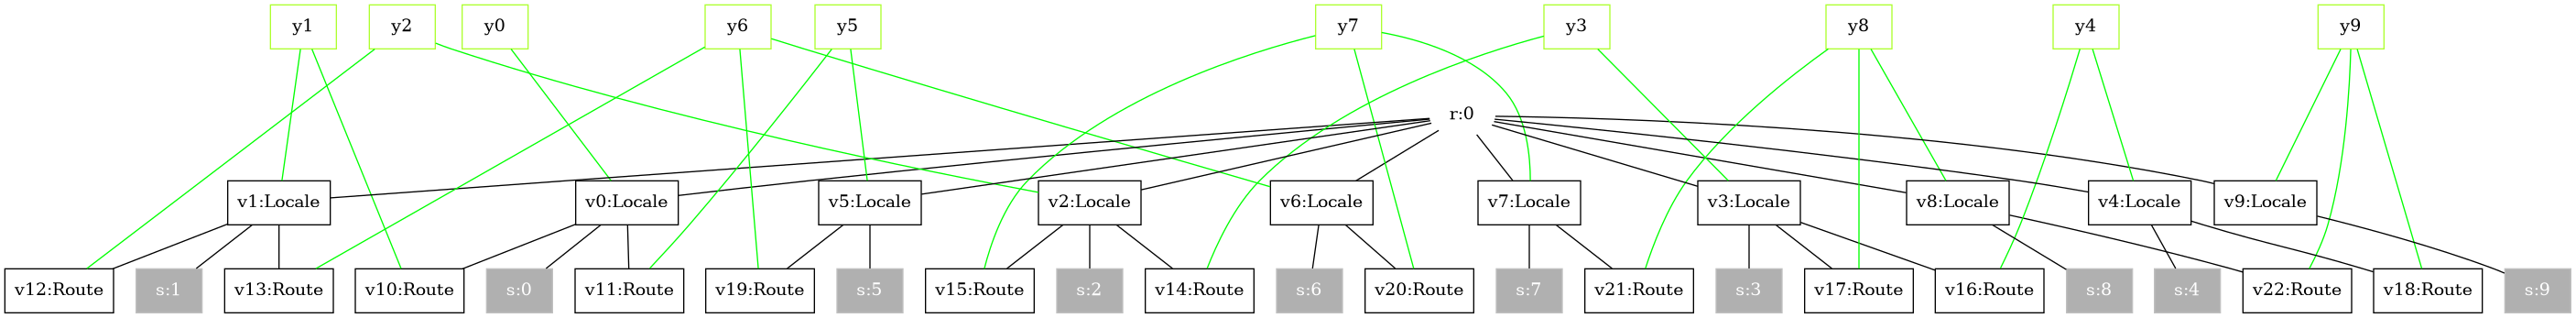 y1
y2
y0
y6
y5
y7
y3
y8
y4
y9
r:0
v1:Locale
v0:Locale
v5:Locale
v2:Locale
v6:Locale
v7:Locale
v3:Locale
v8:Locale
v4:Locale
v9:Locale
v12:Route
s:1
v13:Route
v10:Route
s:0
v11:Route
v19:Route
s:5
v15:Route
s:2
v14:Route
s:6
v20:Route
s:7
v21:Route
s:3
v17:Route
v16:Route
s:8
s:4
v22:Route
v18:Route
s:9